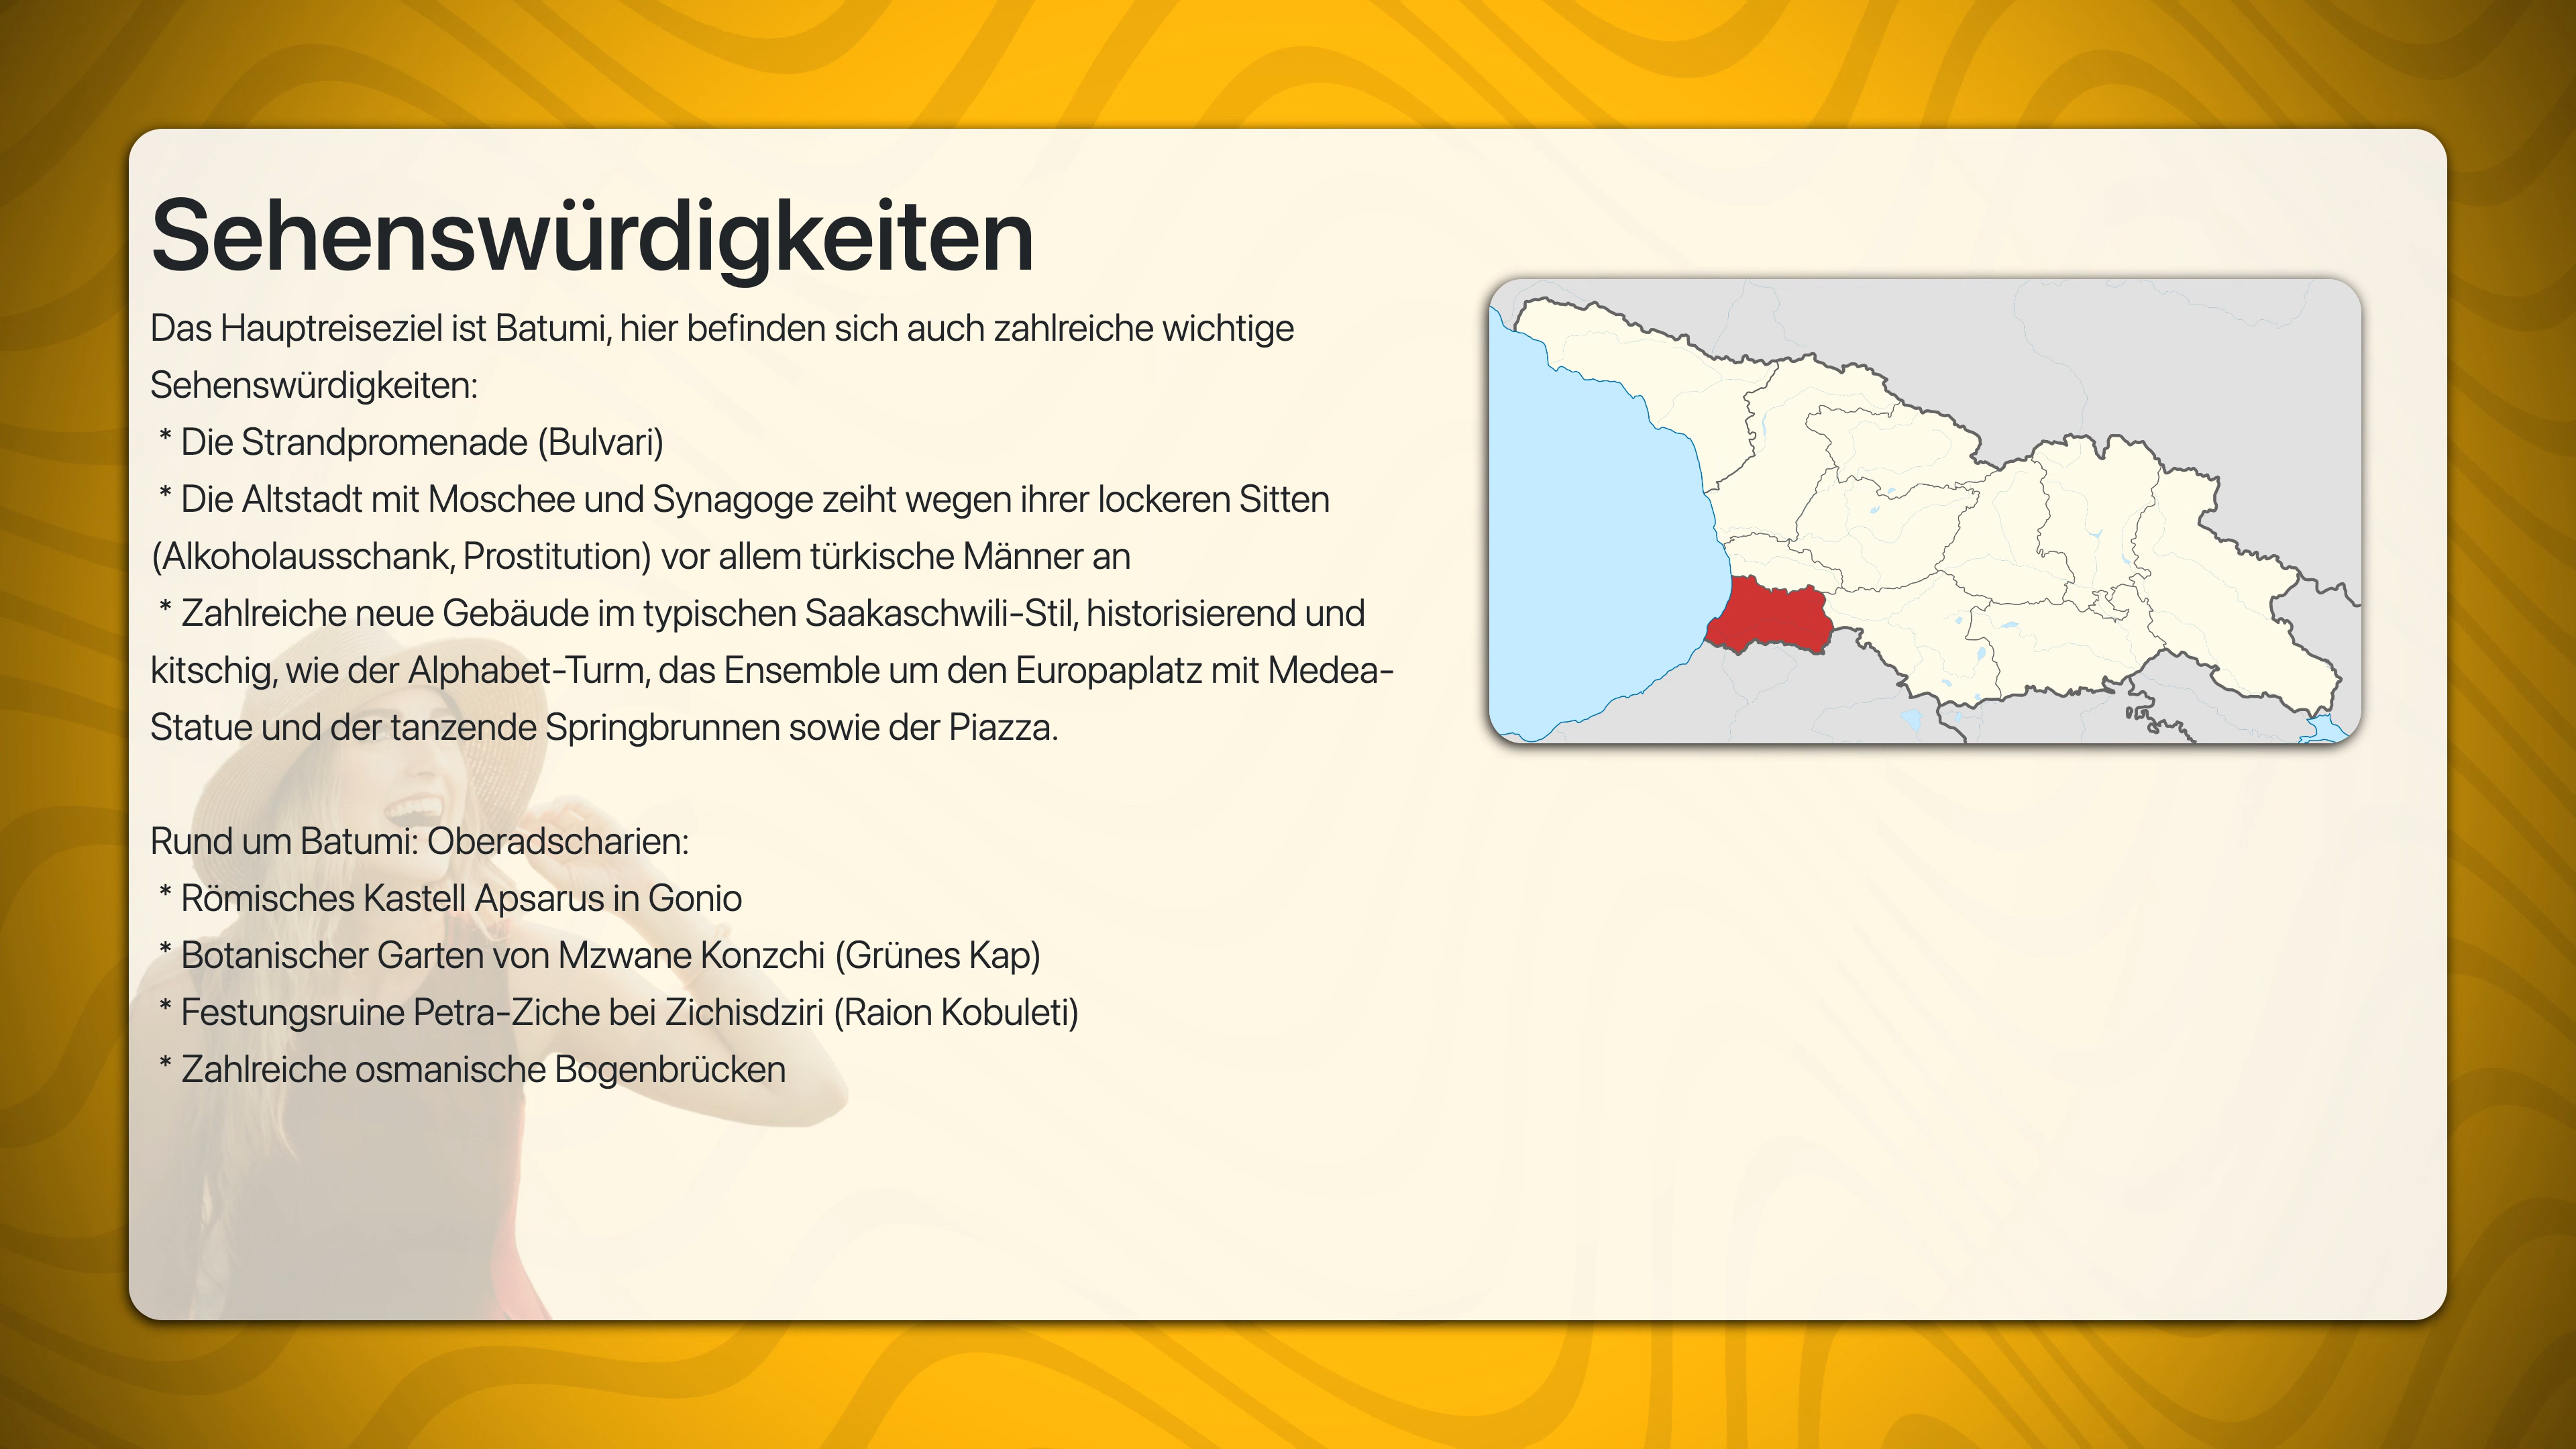 Sehenswürdigkeiten
Das Hauptreiseziel ist Batumi, hier befinden sich auch zahlreiche wichtige
Sehenswürdigkeiten:
* Die Strandpromenade (Bulvari)
* Die Altstadt mit Moschee und Synagoge zeiht wegen ihrer lockeren Sitten
(Alkoholausschank, Prostitution) vor allem türkische Männer an
* Zahlreiche neue Gebäude im typischen Saakaschwili-Stil, historisierend und
kitschig, wie der Alphabet-Turm, das Ensemble um den Europaplatz mit Medea-
Statue und der tanzende Springbrunnen sowie der Piazza.
Rund um Batumi: Oberadscharien:
* Römisches Kastell Apsarus in Gonio
* Botanischer Garten von Mzwane Konzchi (Grünes Kap)
* Festungsruine Petra-Ziche bei Zichisdziri (Raion Kobuleti)
* Zahlreiche osmanische Bogenbrücken